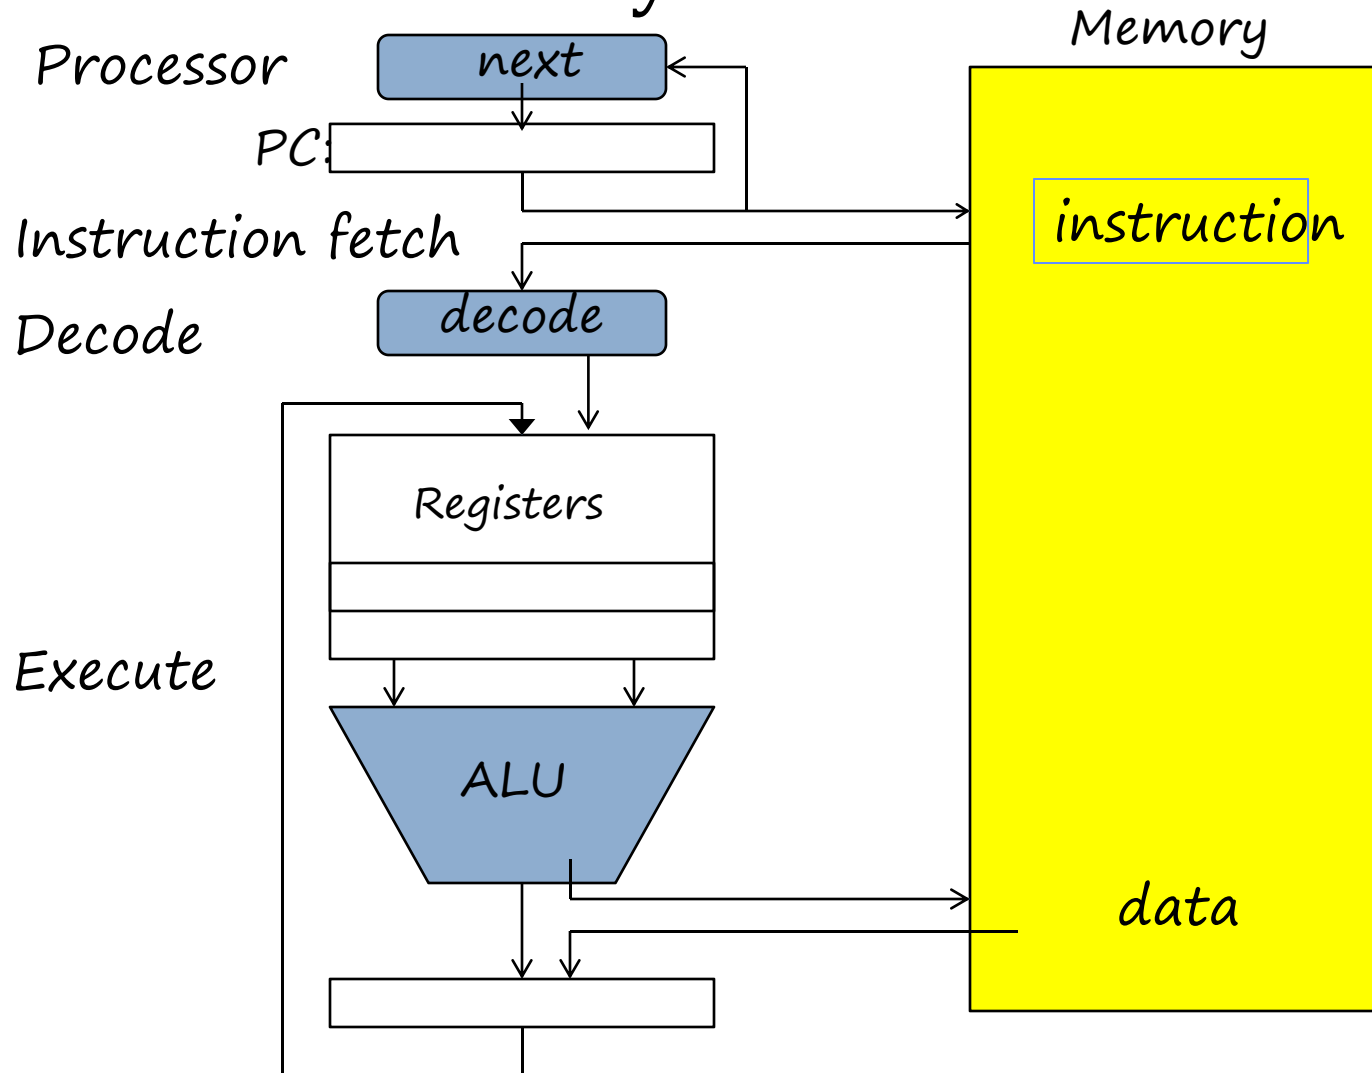 Memory
Processor
next
PC:
instruction
Instruction fetch
decode
Decode
Registers
Execute
ALU
data